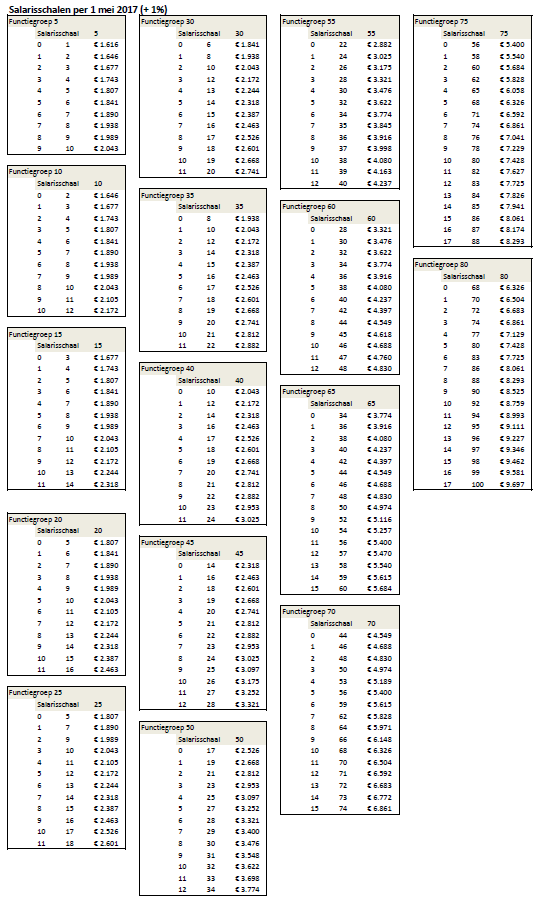 Salarisschalen per 1 mei 2017 (+ 1%)
Functiegroep 5
Salarisschaal 5
0 1 € 1.616
1 2 € 1.646
2 3 € 1.677
3 4 € 1.743
4 5 € 1.807
5 6 € 1.841
6 7 € 1.890
7 8 € 1.938
8 9 € 1.989
9 10 € 2.043
Functiegroep 10
Salarisschaal 10
0 2 € 1.646
1 3 € 1.677
2 4 € 1.743
3 5 € 1.807
4 6 € 1.841
5 7 € 1.890
6 8 € 1.938
7 9 € 1.989
8 10 € 2.043
9 11 € 2.105
10 12 € 2.172
Functiegroep 15
Salarisschaal 15
0 3 € 1.677
1 4 € 1.743
2 5 € 1.807
3 6 € 1.841
4 7 € 1.890
5 8 € 1.938
6 9 € 1.989
7 10 € 2.043
8 11 € 2.105
9 12 € 2.172
10 13 € 2.244
11 14 € 2.318
Functiegroep 20
Salarisschaal 20
0 5 € 1.807
1 6 € 1.841
2 7 € 1.890
3 8 € 1.938
4 9 € 1.989
5 10 € 2.043
6 11 € 2.105
7 12 € 2.172
8 13 € 2.244
9 14 € 2.318
10 15 € 2.387
11 16 € 2.463
Functiegroep 25
Salarisschaal 25
0 5 € 1.807
1 7 € 1.890
2 9 € 1.989
3 10 € 2.043
4 11 € 2.105
5 12 € 2.172
6 13 € 2.244
7 14 € 2.318
8 15 € 2.387
9 16 € 2.463
10 17 € 2.526
11 18 € 2.601
Functiegroep 30
Salarisschaal 30
0 6 € 1.841
1 8 € 1.938
2 10 € 2.043
3 12 € 2.172
4 13 € 2.244
5 14 € 2.318
6 15 € 2.387
7 16 € 2.463
8 17 € 2.526
9 18 € 2.601
10 19 € 2.668
11 20 € 2.741
Functiegroep 35
Salarisschaal 35
0 8 € 1.938
1 10 € 2.043
2 12 € 2.172
3 14 € 2.318
4 15 € 2.387
5 16 € 2.463
6 17 € 2.526
7 18 € 2.601
8 19 € 2.668
9 20 € 2.741
10 21 € 2.812
11 22 € 2.882
Functiegroep 40
Salarisschaal 40
0 10 € 2.043
1 12 € 2.172
2 14 € 2.318
3 16 € 2.463
4 17 € 2.526
5 18 € 2.601
6 19 € 2.668
7 20 € 2.741
8 21 € 2.812
9 22 € 2.882
10 23 € 2.953
11 24 € 3.025
Functiegroep 45
Salarisschaal 45
0 14 € 2.318
1 16 € 2.463
2 18 € 2.601
3 19 € 2.668
4 20 € 2.741
5 21 € 2.812
6 22 € 2.882
7 23 € 2.953
8 24 € 3.025
9 25 € 3.097
10 26 € 3.175
11 27 € 3.252
12 28 € 3.321
Functiegroep 50
Salarisschaal 50
0 17 € 2.526
1 19 € 2.668
2 21 € 2.812
3 23 € 2.953
4 25 € 3.097
5 27 € 3.252
6 28 € 3.321
7 29 € 3.400
8 30 € 3.476
9 31 € 3.548
10 32 € 3.622
11 33 € 3.698
12 34 € 3.774
Functiegroep 55
Salarisschaal 55
0 22 € 2.882
1 24 € 3.025
2 26 € 3.175
3 28 € 3.321
4 30 € 3.476
5 32 € 3.622
6 34 € 3.774
7 35 € 3.845
8 36 € 3.916
9 37 € 3.998
10 38 € 4.080
11 39 € 4.163
12 40 € 4.237
Functiegroep 60
Salarisschaal 60
0 28 € 3.321
1 30 € 3.476
2 32 € 3.622
3 34 € 3.774
4 36 € 3.916
5 38 € 4.080
6 40 € 4.237
7 42 € 4.397
8 44 € 4.549
9 45 € 4.618
10 46 € 4.688
11 47 € 4.760
12 48 € 4.830
Functiegroep 65
Salarisschaal 65
0 34 € 3.774
1 36 € 3.916
2 38 € 4.080
3 40 € 4.237
4 42 € 4.397
5 44 € 4.549
6 46 € 4.688
7 48 € 4.830
8 50 € 4.974
9 52 € 5.116
10 54 € 5.257
11 56 € 5.400
12 57 € 5.470
13 58 € 5.540
14 59 € 5.615
15 60 € 5.684
Functiegroep 70
Salarisschaal 70
0 44 € 4.549
1 46 € 4.688
2 48 € 4.830
3 50 € 4.974
4 53 € 5.189
5 56 € 5.400
6 59 € 5.615
7 62 € 5.828
8 64 € 5.971
9 66 € 6.148
10 68 € 6.326
11 70 € 6.504
12 71 € 6.592
13 72 € 6.683
14 73 € 6.772
15 74 € 6.861
Functiegroep 75
Salarisschaal 75
0 56 € 5.400
1 58 € 5.540
2 60 € 5.684
3 62 € 5.828
4 65 € 6.058
5 68 € 6.326
6 71 € 6.592
7 74 € 6.861
8 76 € 7.041
9 78 € 7.229
10 80 € 7.428
11 82 € 7.627
12 83 € 7.725
13 84 € 7.826
14 85 € 7.941
15 86 € 8.061
16 87 € 8.174
17 88 € 8.293
Functiegroep 80
Salarisschaal 80
0 68 € 6.326
1 70 € 6.504
2 72 € 6.683
3 74 € 6.861
4 77 € 7.129
5 80 € 7.428
6 83 € 7.725
7 86 € 8.061
8 88 € 8.293
9 90 € 8.525
10 92 € 8.759
11 94 € 8.993
12 95 € 9.111
13 96 € 9.227
14 97 € 9.346
15 98 € 9.462
16 99 € 9.581
17 100 € 9.697